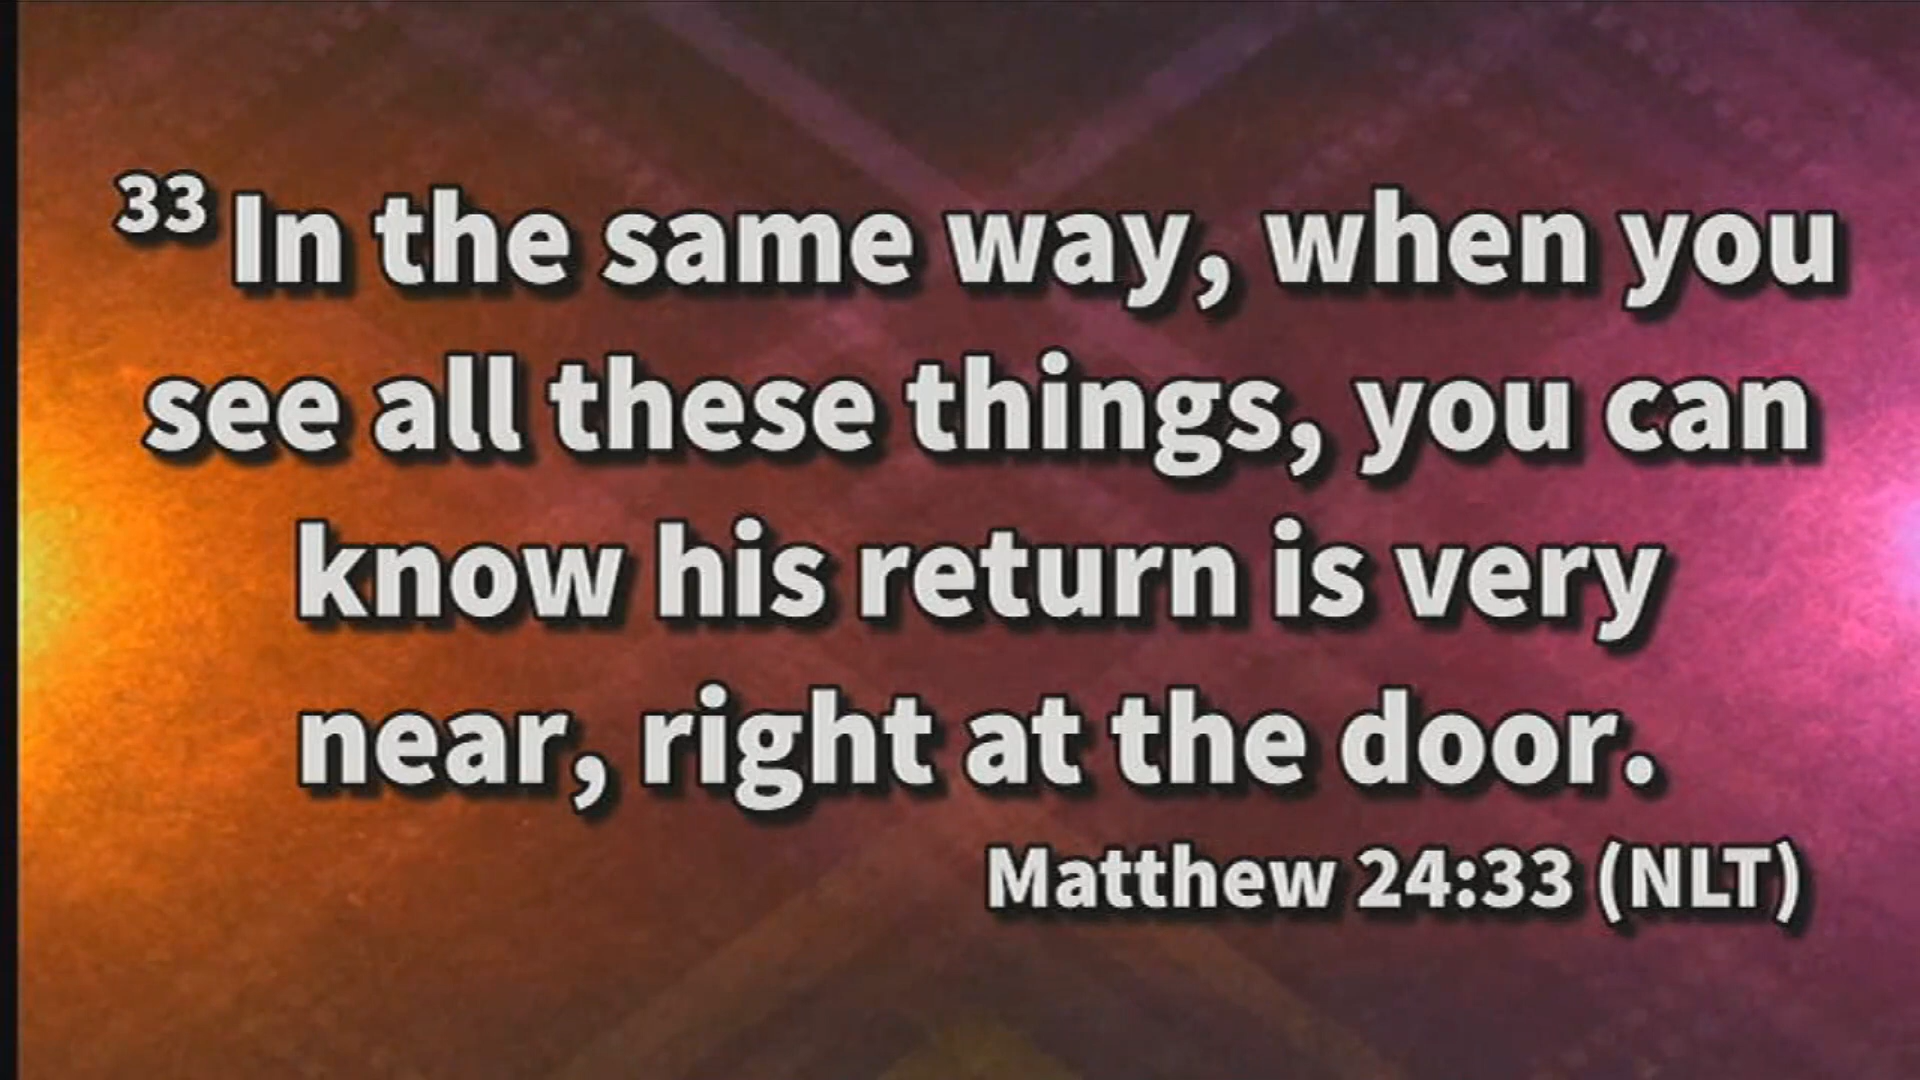 33 In the same way, when you
see all these things, you can
know his return is very
near, right at the door.
Matthew 24:33 (NLT)